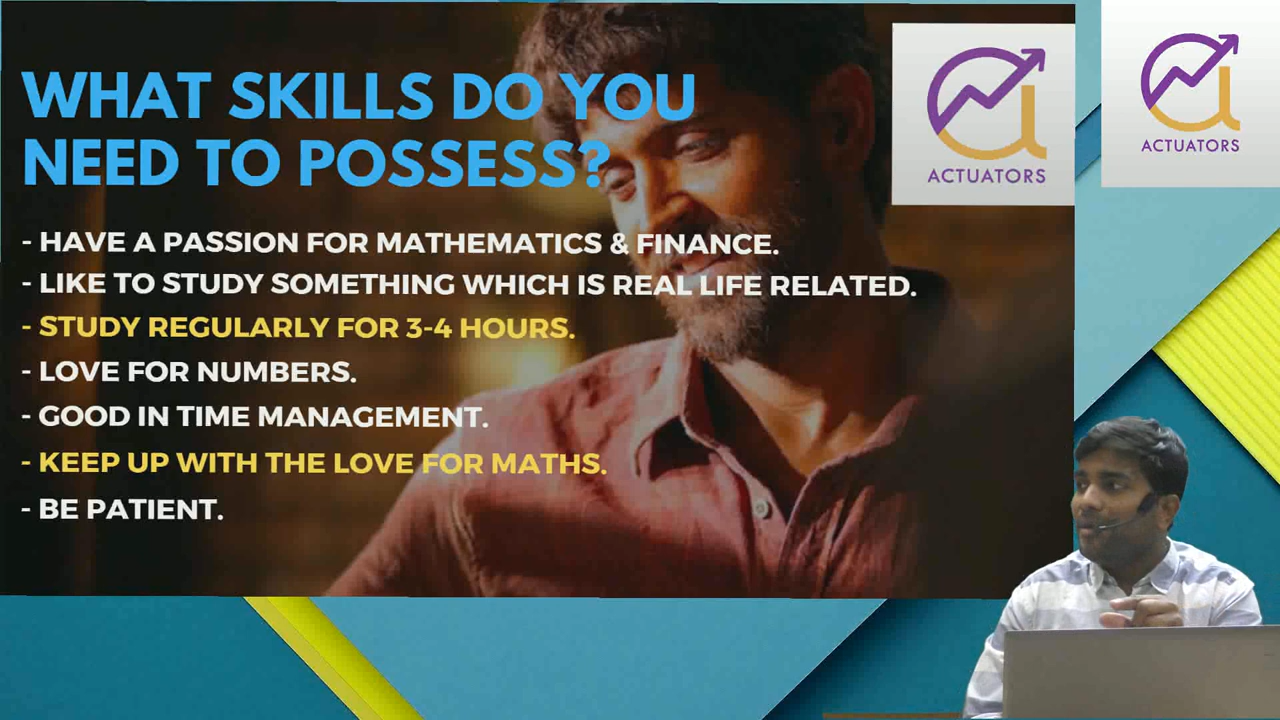 WHAT SKILLS DO YOU
NEED TO POSSESS?
- HAVE A PASSION FOR MATHEMATICS & FINANCE.
- LIKE TO STUDY SOMETHING WHICH IS REAL LIFE RELATED.
- STUDY REGULARLY FOR 3-4 HOURS.
- LOVE FOR NUMBERS.
- GOOD IN TIME MANAGEMENT.
- KEEP UP WITH THE LOVE FOR MATHS.
- BE PATIENT.
ACTUATORS
ACTUATORS